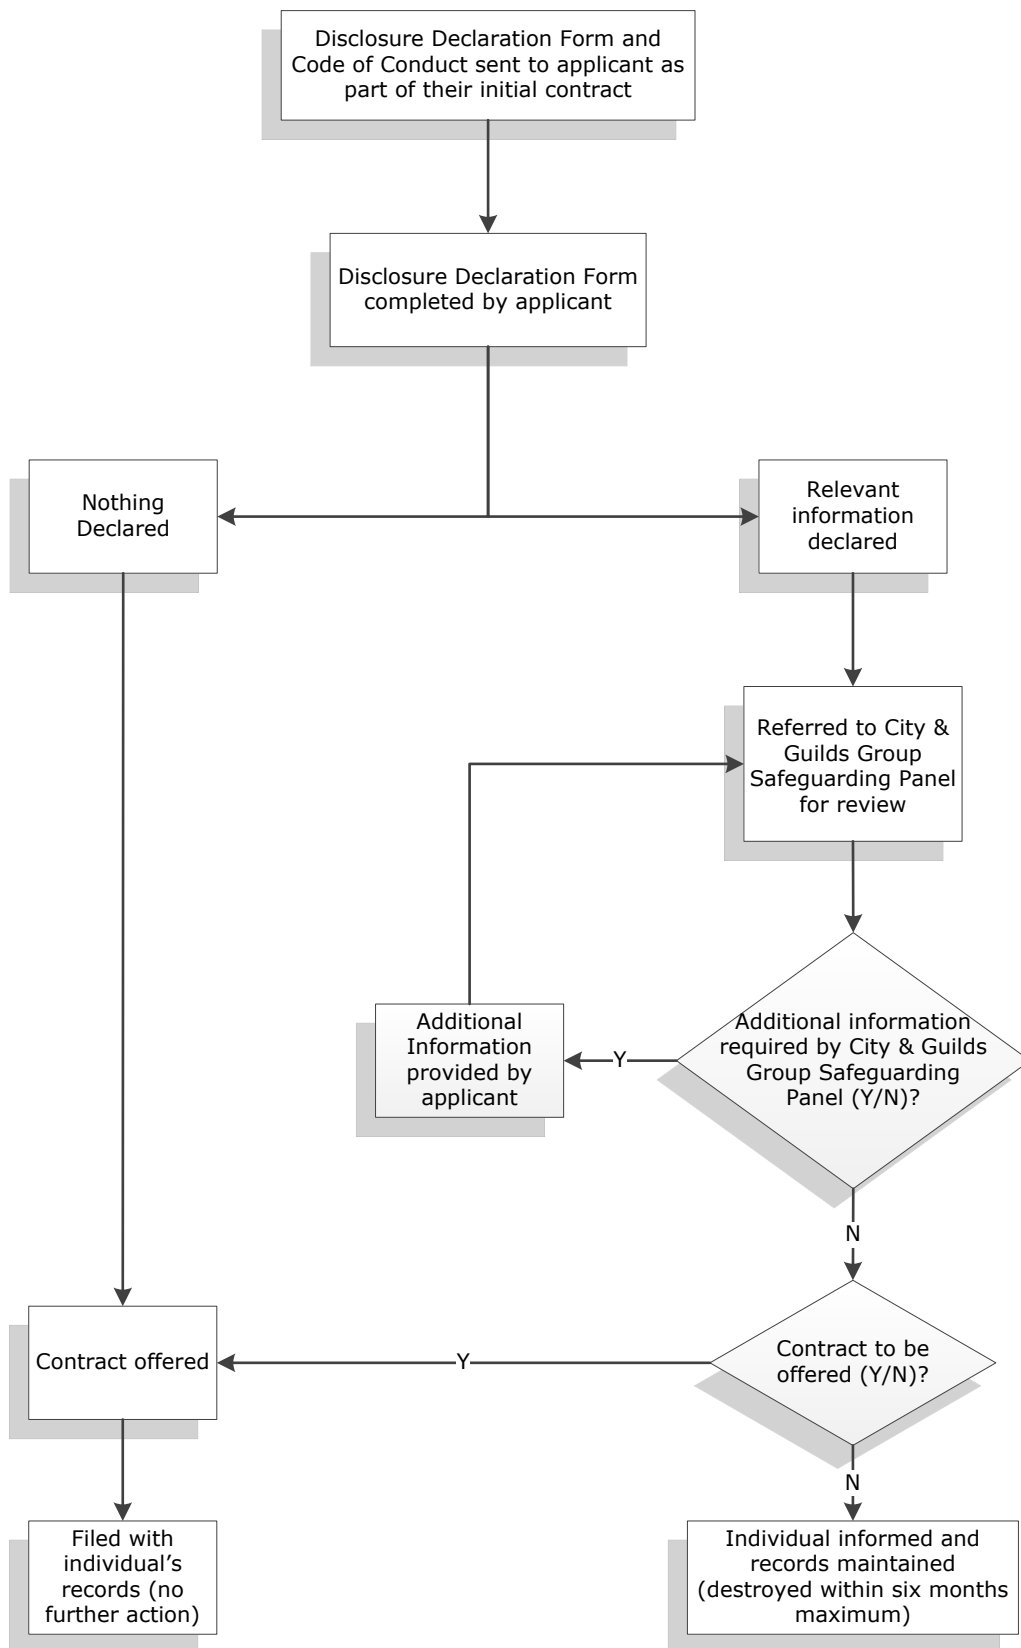 Disclosure Declaration Form and
Code of Conduct sent to applicant as
part of their initial contract
Disclosure Declaration Form
completed by applicant
Nothing
Declared
Relevant
information
declared
Referred to City &
Guilds Group
Safeguarding Panel
for review
Additional
Information
provided by
applicant
Y
Additional information
required by City & Guilds
Group Safeguarding
Panel (Y/N)?
N
Contract offered
Y
Contract to be
offered (Y/N)?
N
Filed with
individual’s
records (no
further action)
Individual informed and
records maintained
(destroyed within six months
maximum)